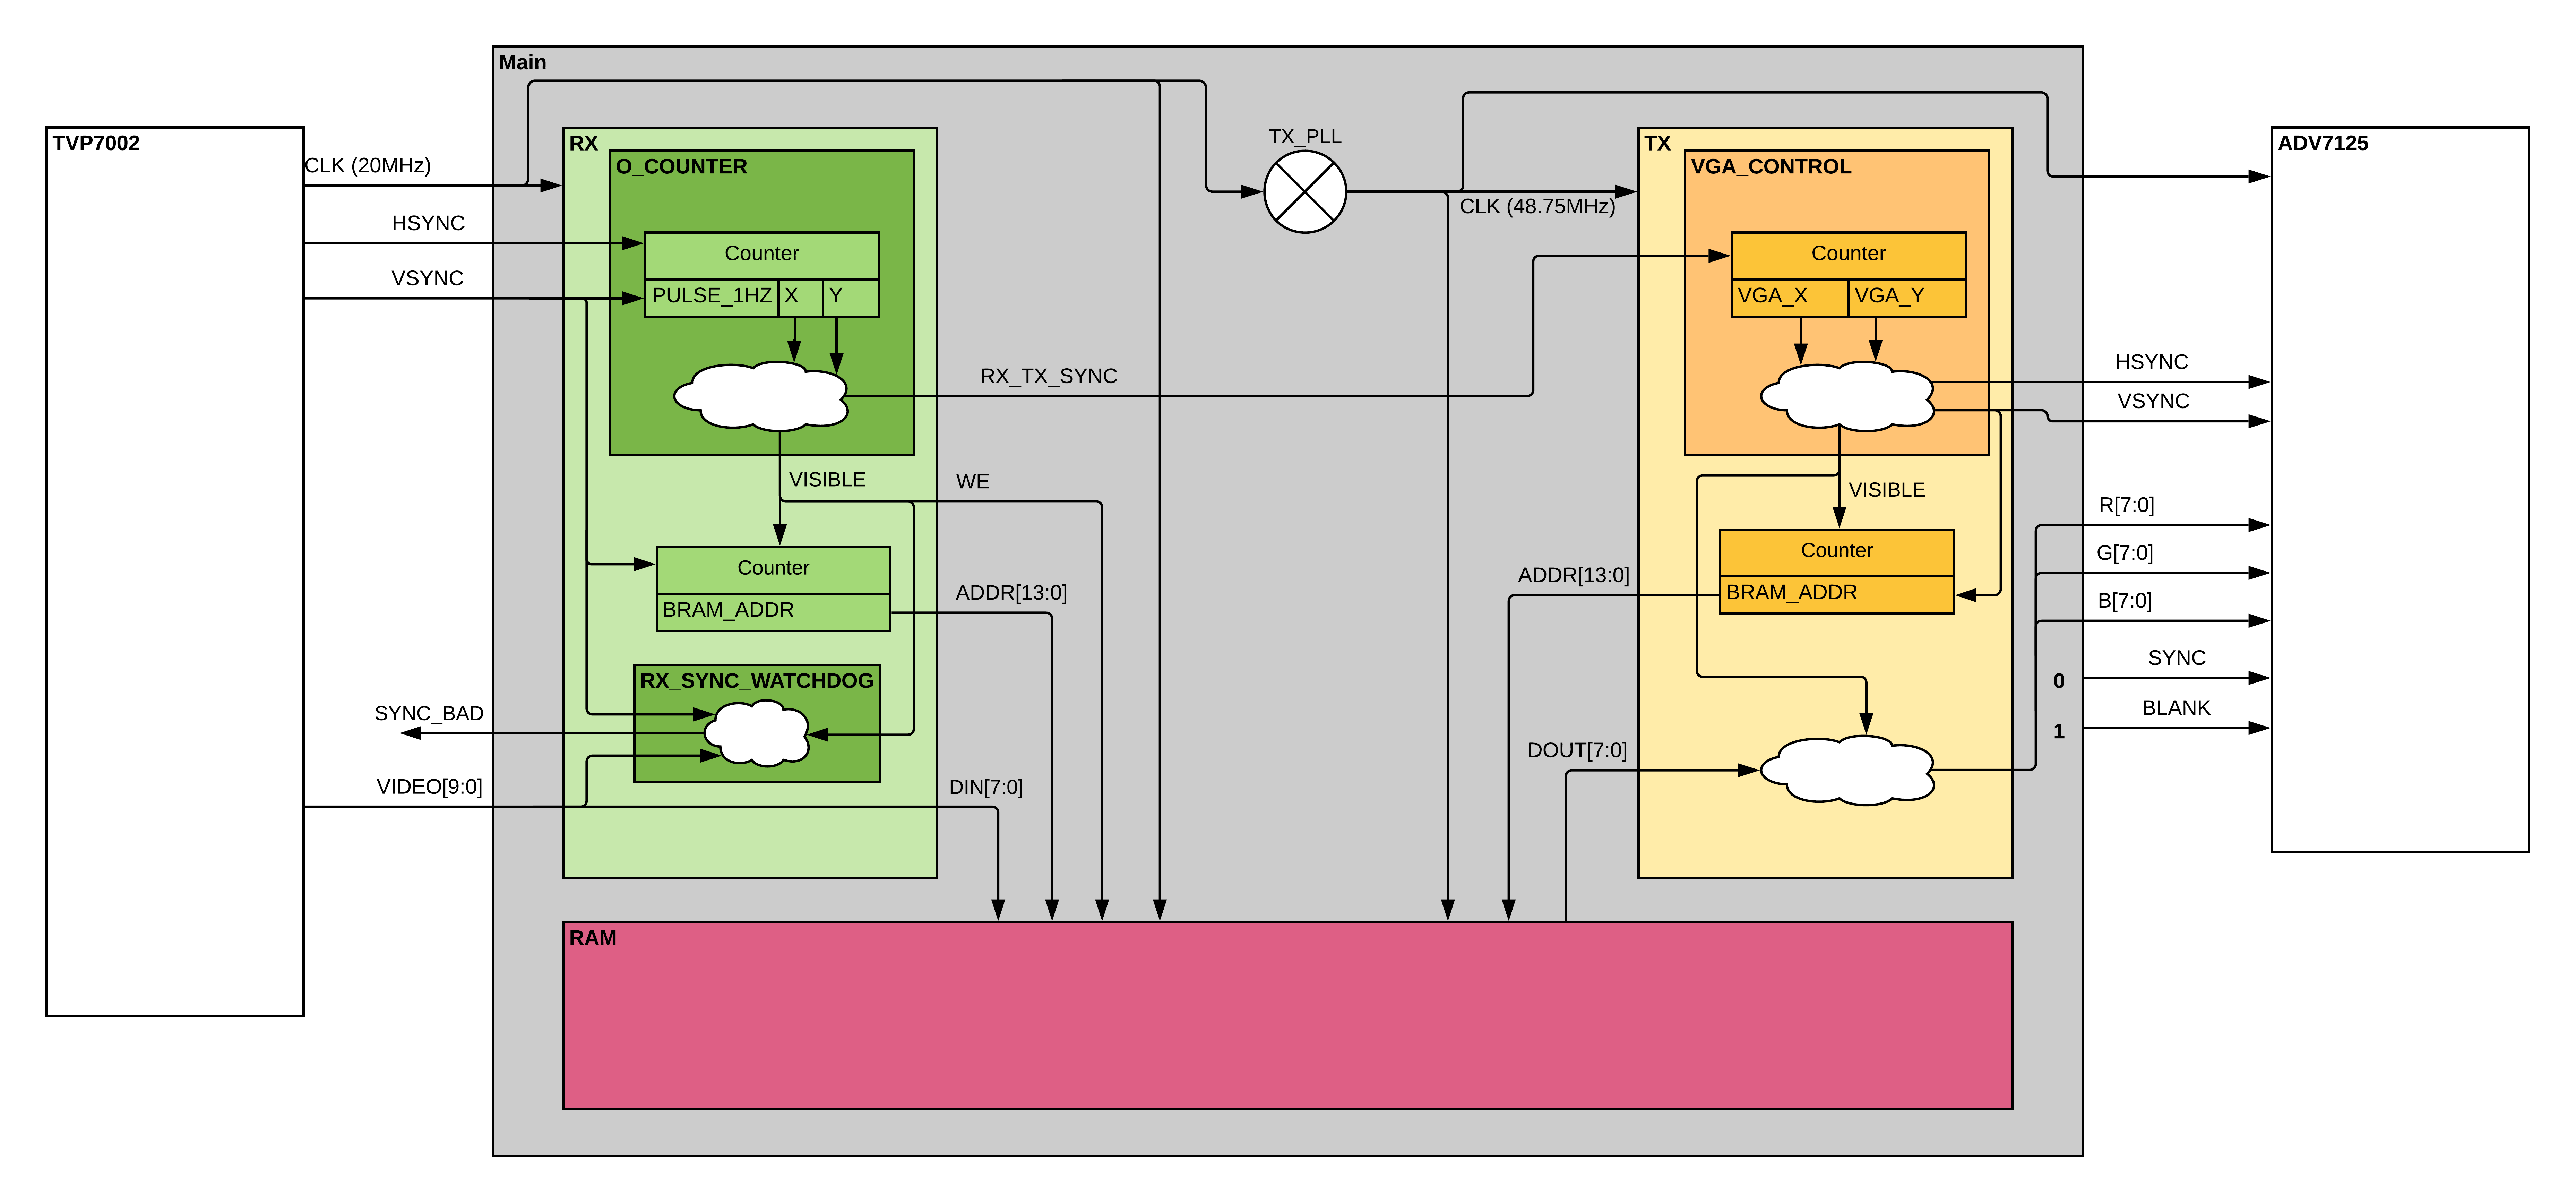 Main
TVP7002
CLK (20MHz)
HSYNC
VSYNC
SYNC_BAD
VIDEO[9:0]
RX
O_COUNTER
Counter
PULSE_1HZ
X
Y
VISIBLE
Counter
BRAM_ADDR
RX_SYNC_WATCHDOG
RX_TX_SYNC
WE
ADDR[13:0]
DIN[7:0]
TX_PLL
CLK (48.75MHz)
ADDR[13:0]
DOUT[7:0]
TX
VGA_CONTROL
Counter
VGA_X
VGA_Y
VISIBLE
Counter
BRAM_ADDR
0
1
HSYNC
VSYNC
R[7:0]
G[7:0]
B[7:0]
SYNC
BLANK
ADV7125
RAM